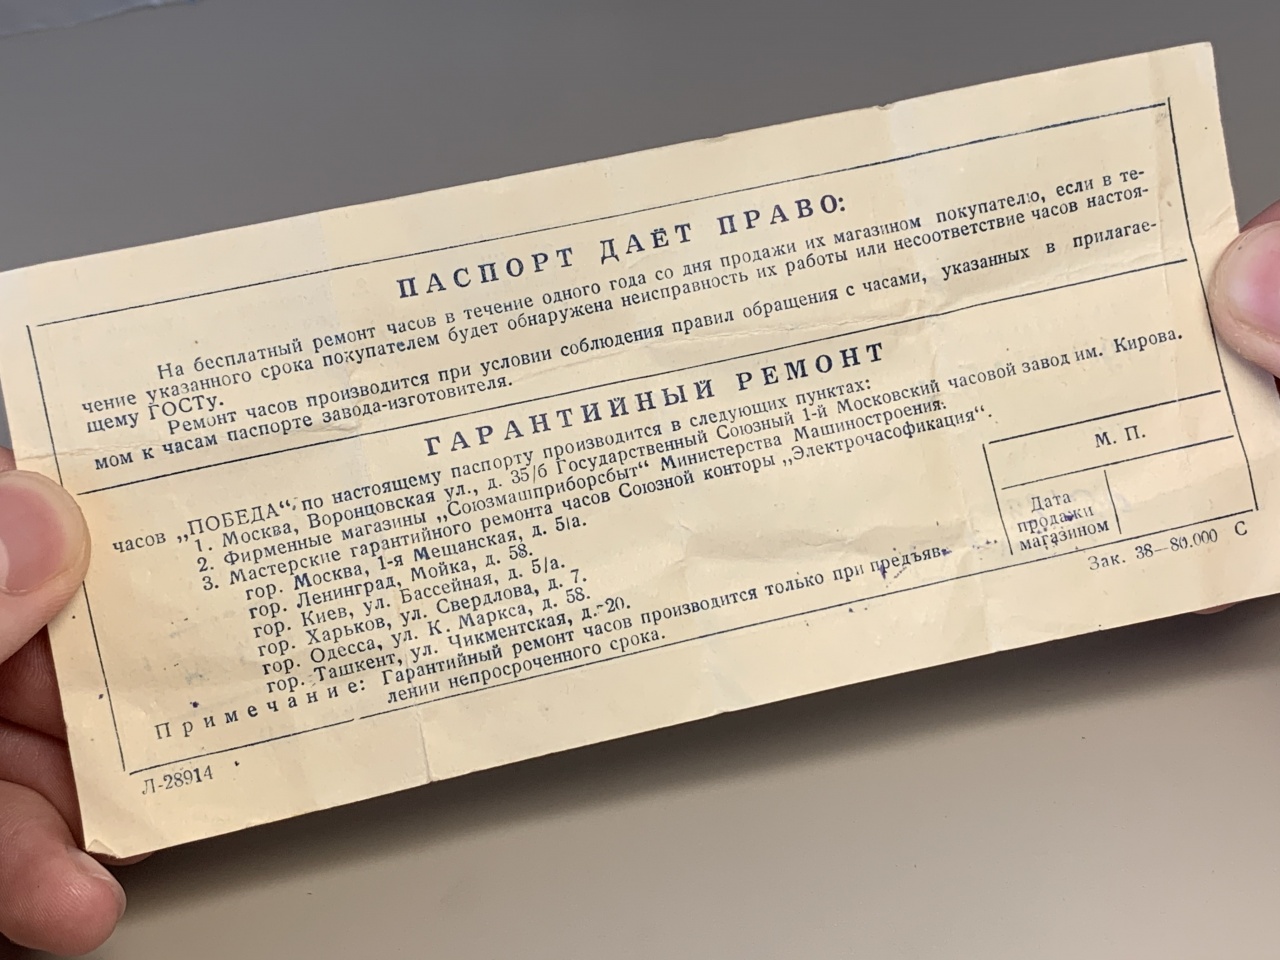 ПАСПОРТ ДАЁТ ПРАВО:
На бесплатный ремонт часов в течение одного года со дня продажи их магазином покупателю, если в те-
чение указанного срока покупателем будет обнаружена неисправность их работы или несоответствие часов настоя-
щему ГОСТу.
Ремонт часов производится при условии соблюдения правил обращения с часами, указанных в прилагае-
мом к часам паспорте завода-изготовителя.
ГАРАНТИЙНЫЙ РЕМОНТ
часов „ПОБЕДА“ по настоящему паспорту производится в следующих пунктах:
1. Москва, Воронцовская ул., д. 35/б Государственный Союзный 1-й Московский часовой завод им. Кирова.
2. Фирменные магазины „Союзмашприборсбыт“ Министерства Машиностроения.
3. Мастерские гарантийного ремонта часов Союзной конторы „Электрочасофикация“.
гор. Москва, 1-я Мещанская, д. 5/а.
гор. Ленинград, Мойка, д. 58.
гор. Киев, ул. Бассейная, д. 5/а.
гор. Харьков, ул. Свердлова, д. 7.
гор. Одесса, ул. К. Маркса, д. 58.
гор. Ташкент, ул. Чикментская, д. 20.
Примечание: Гарантийный ремонт часов производится только при предъяв-
лении непросроченного срока.
М. П.
Дата
продажи
магазином
Л-28914
Зак. 38—80.000 С